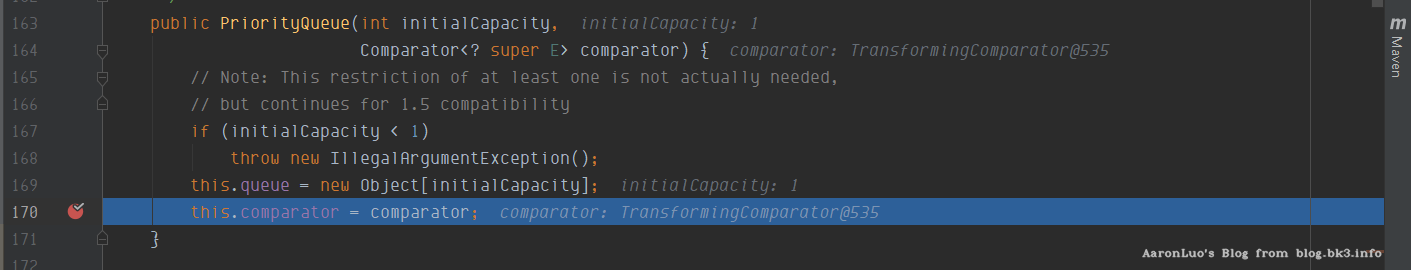 163 public PriorityQueue(int initialCapacity, initialCapacity: 1
164 Comparator<? super E> comparator) { comparator: TransformingComparator@535
165 // Note: This restriction of at least one is not actually needed,
166 // but continues for 1.5 compatibility
167 if (initialCapacity < 1)
168 throw new IllegalArgumentException();
169 this.queue = new Object[initialCapacity]; initialCapacity: 1
170 this.comparator = comparator; comparator: TransformingComparator@535
171 }
172
m Maven
AaronLuo's Blog from blog.bk3.info